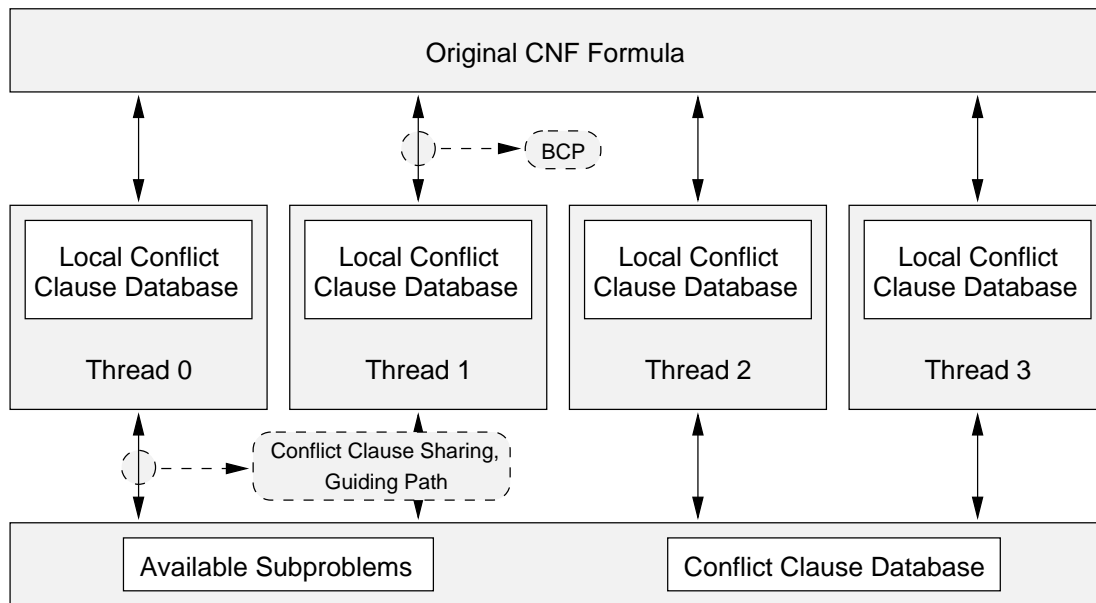 Original CNF Formula
BCP
Local Conflict
Clause Database
Thread 0
Local Conflict
Clause Database
Thread 1
Local Conflict
Clause Database
Thread 2
Local Conflict
Clause Database
Thread 3
Conflict Clause Sharing,
Guiding Path
Available Subproblems
Conflict Clause Database